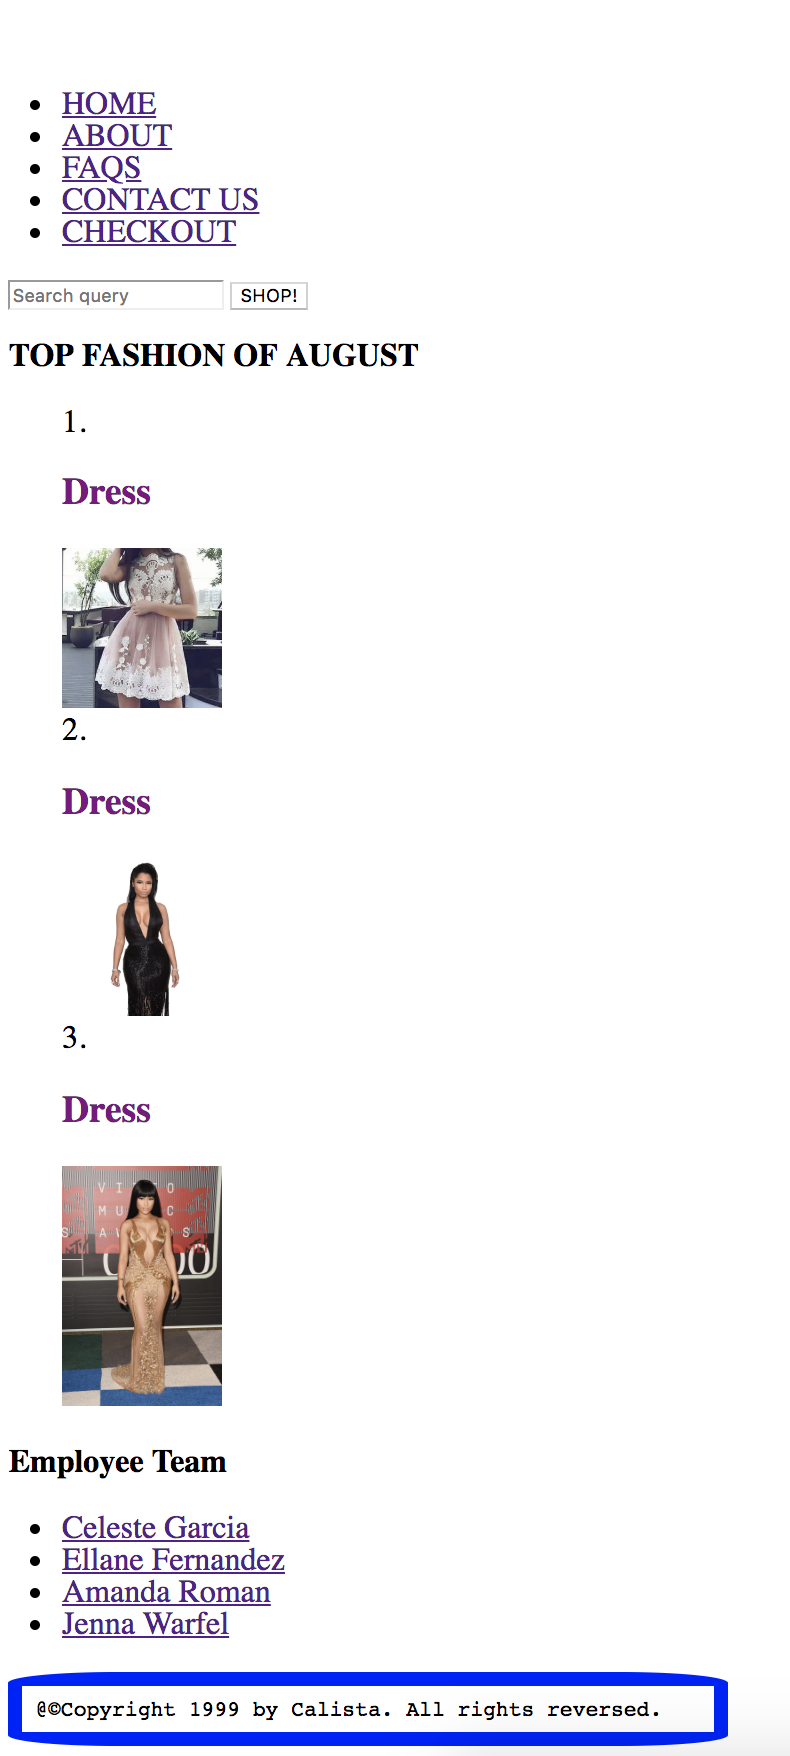 HOME
ABOUT
FAQS
CONTACT US
CHECKOUT
Search query SHOP!
TOP FASHION OF AUGUST
1.
Dress
2.
Dress
3.
Dress
Employee Team
Celeste Garcia
Ellane Fernandez
Amanda Roman
Jenna Warfel
@©Copyright 1999 by Calista. All rights reversed.